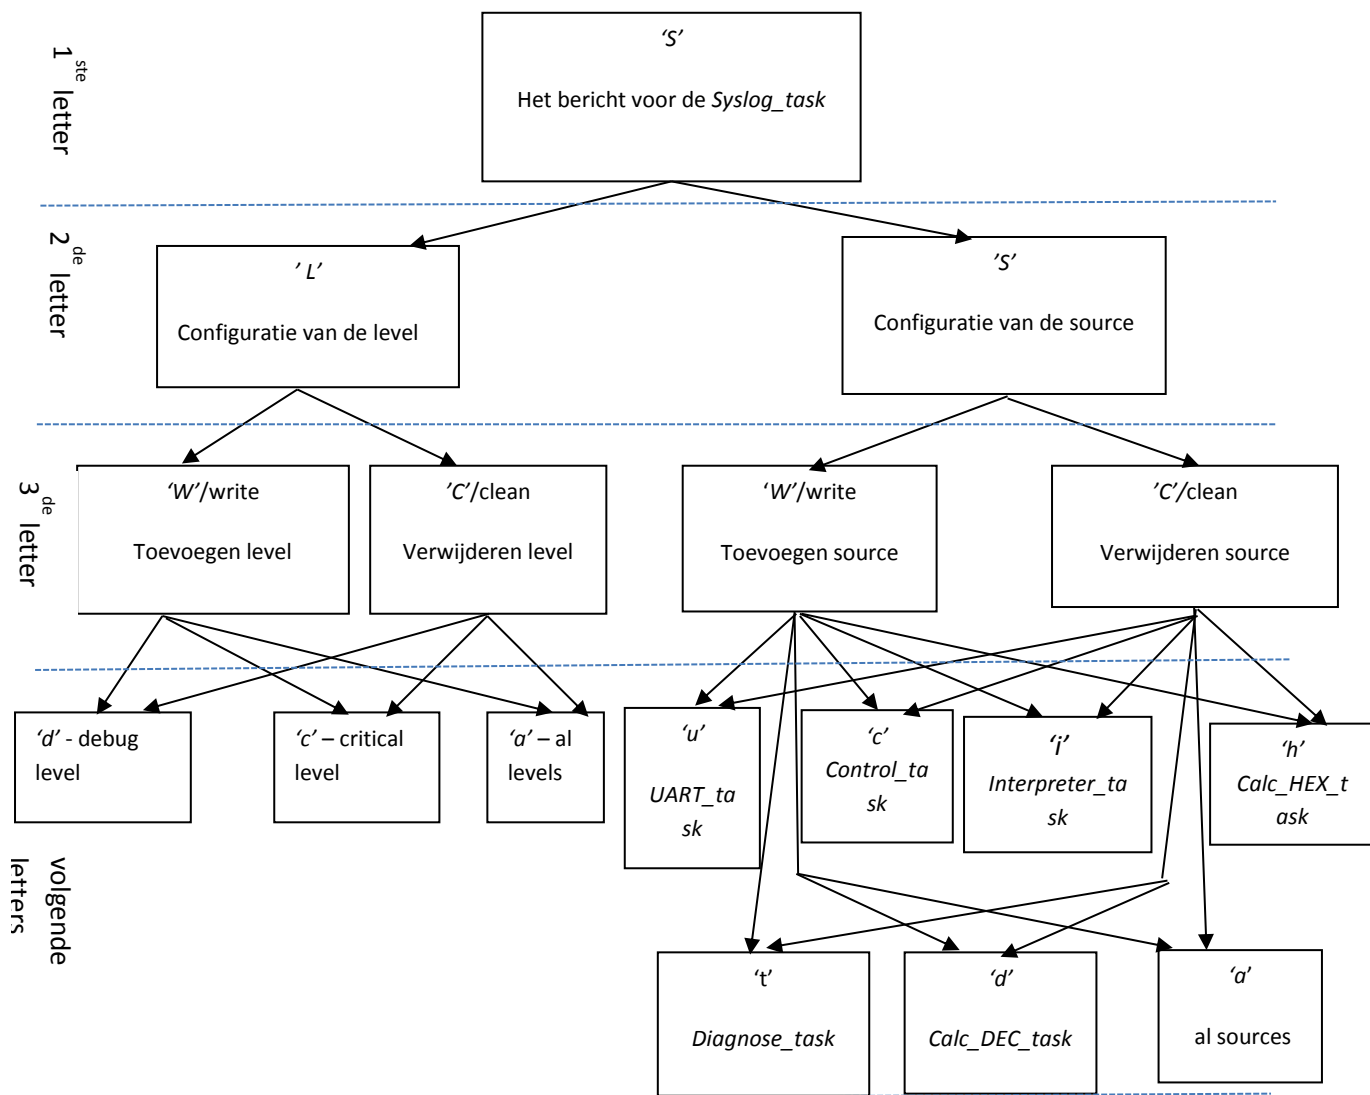 ‘S’
Het bericht voor de Syslog_task
1ste letter
’ L’
Configuratie van de level
’S’
Configuratie van de source
2de letter
‘W’/write
Toevoegen level
’C’/clean
Verwijderen level
‘W’/write
Toevoegen source
’C’/clean
Verwijderen source
3de letter
‘d’ - debug
level
‘c’ – critical
level
‘a’ – al
levels
‘u’
UART_ta
sk
‘c’
Control_ta
sk
‘i’
Interpreter_ta
sk
‘h’
Calc_HEX_t
ask
volgende
letters
‘t’
Diagnose_task
‘d’
Calc_DEC_task
‘a’
al sources